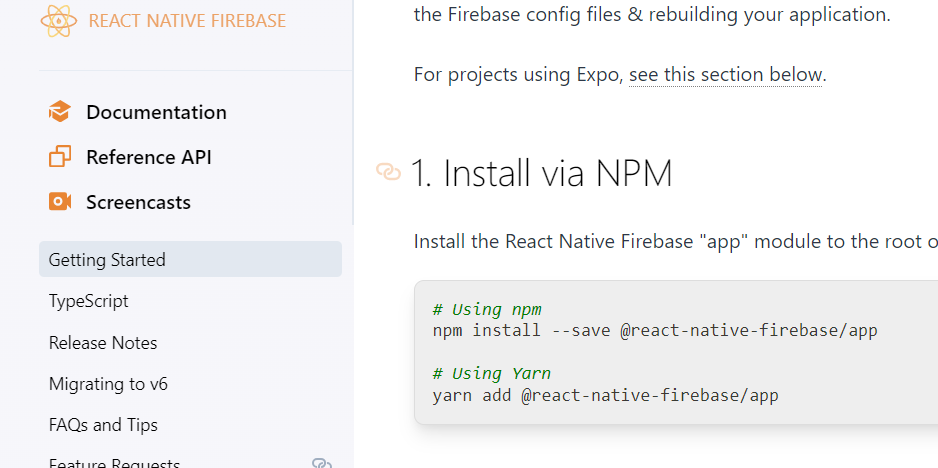 REACT NATIVE FIREBASE
Documentation
Reference API
Screencasts
Getting Started
TypeScript
Release Notes
Migrating to v6
FAQs and Tips
Feature Requests
the Firebase config files & rebuilding your application.
For projects using Expo, see this section below.
1. Install via NPM
Install the React Native Firebase "app" module to the root o
# Using npm
npm install --save @react-native-firebase/app
# Using Yarn
yarn add @react-native-firebase/app